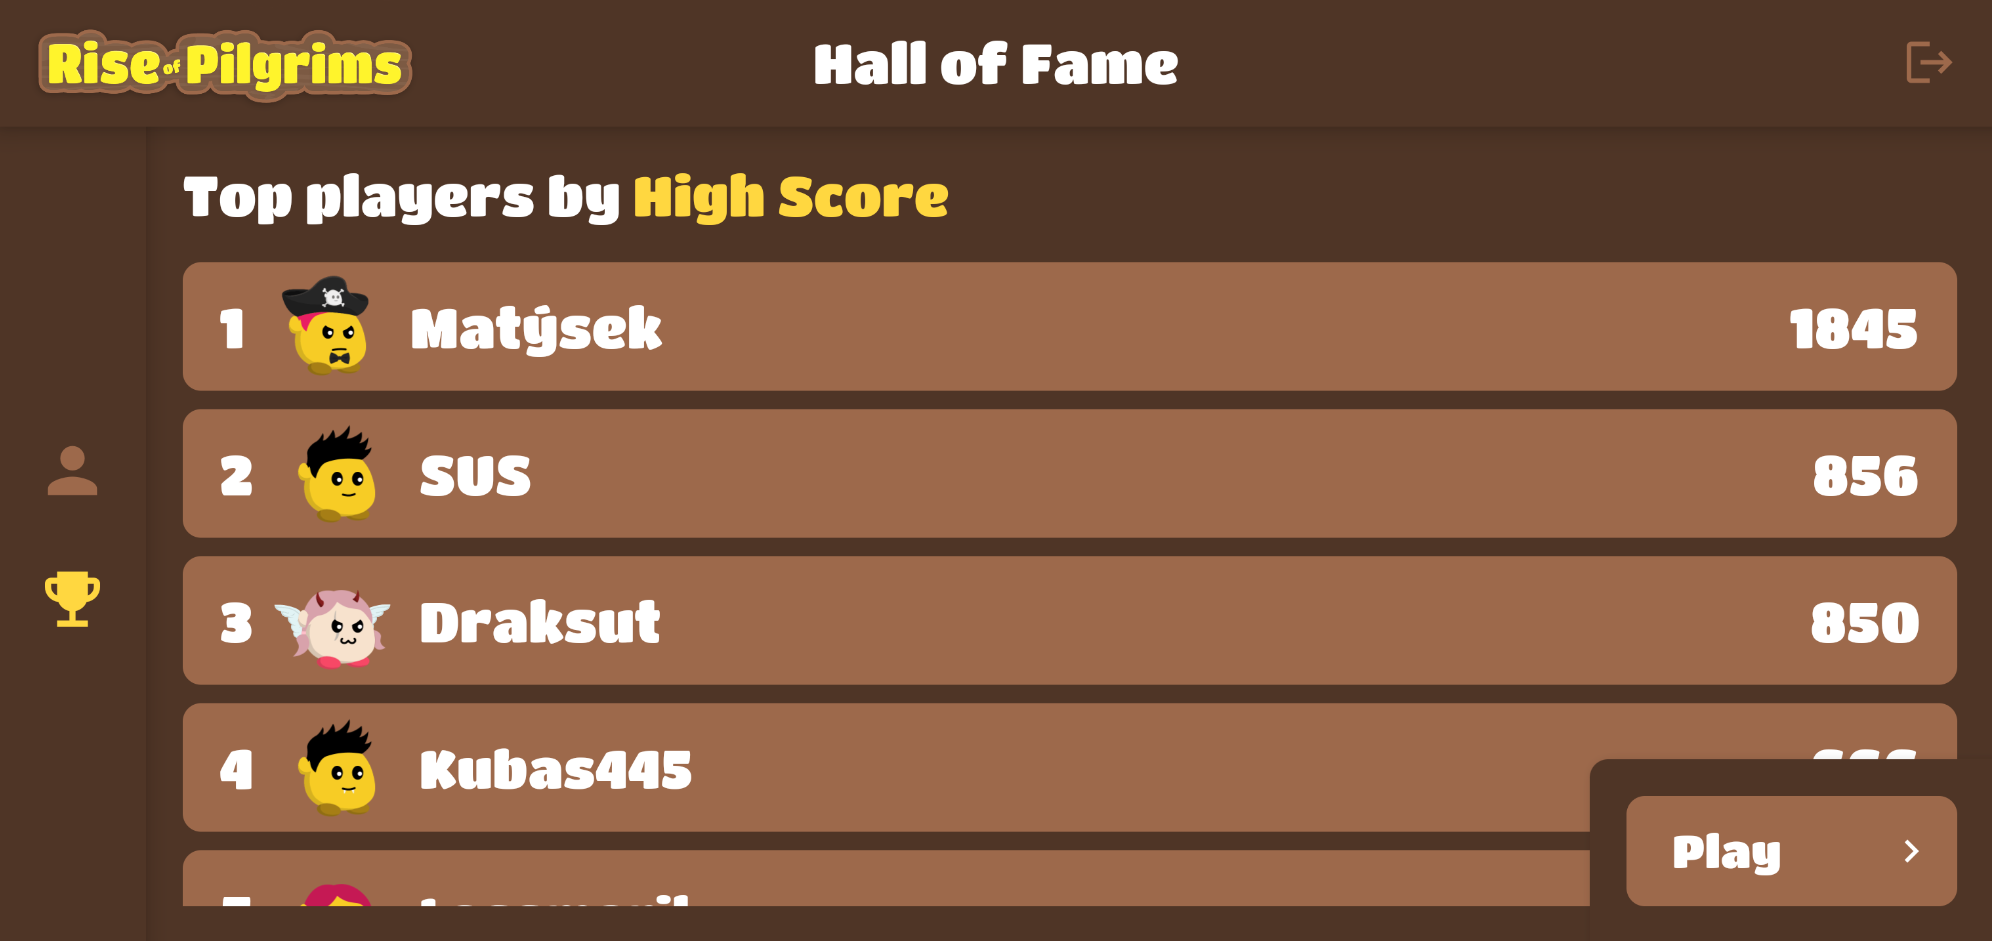 Rise of Pilgrims
Hall of Fame
Top players by High Score
1 Matýsek 1845
2 SUS 856
3 Draksut 850
4 Kubas445
Play